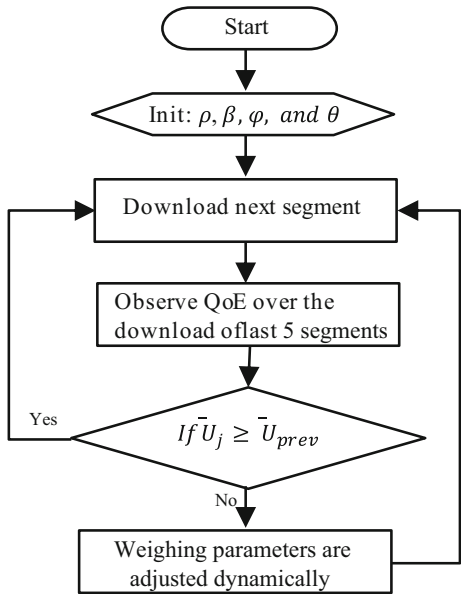 Start
Init: ρ, β, φ, and θ
Download next segment
Observe QoE over the
download oflast 5 segments
Yes
If Ū_j ≥ Ū_prev
No
Weighing parameters are
adjusted dynamically